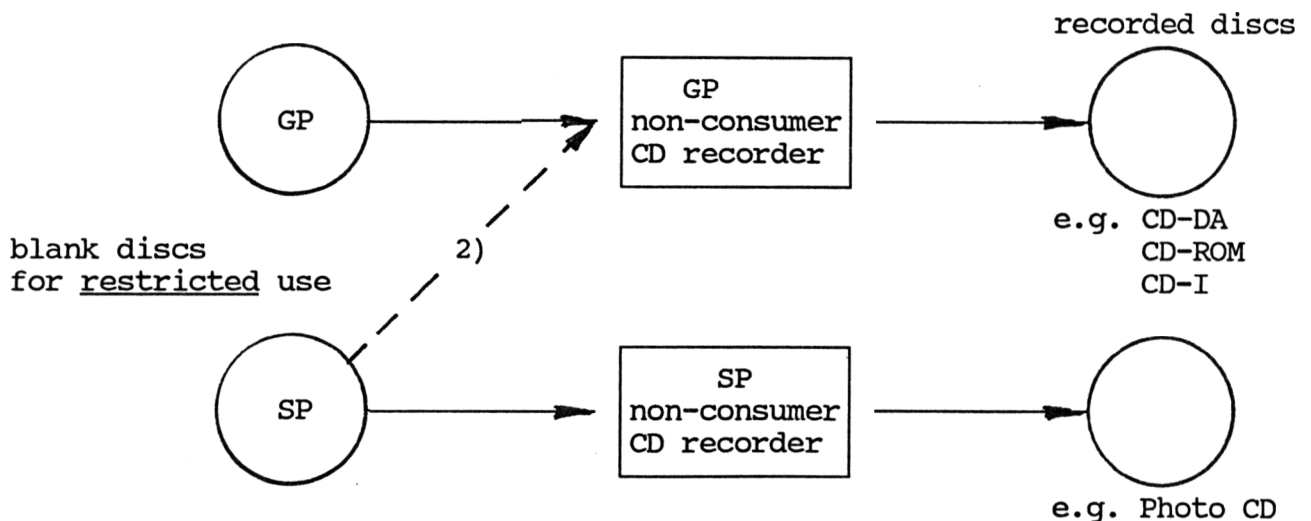 recorded discs
GP
GP
non-consumer
CD recorder
e.g. CD-DA
CD-ROM
CD-I
blank discs
for restricted use
2)
SP
SP
non-consumer
CD recorder
e.g. Photo CD